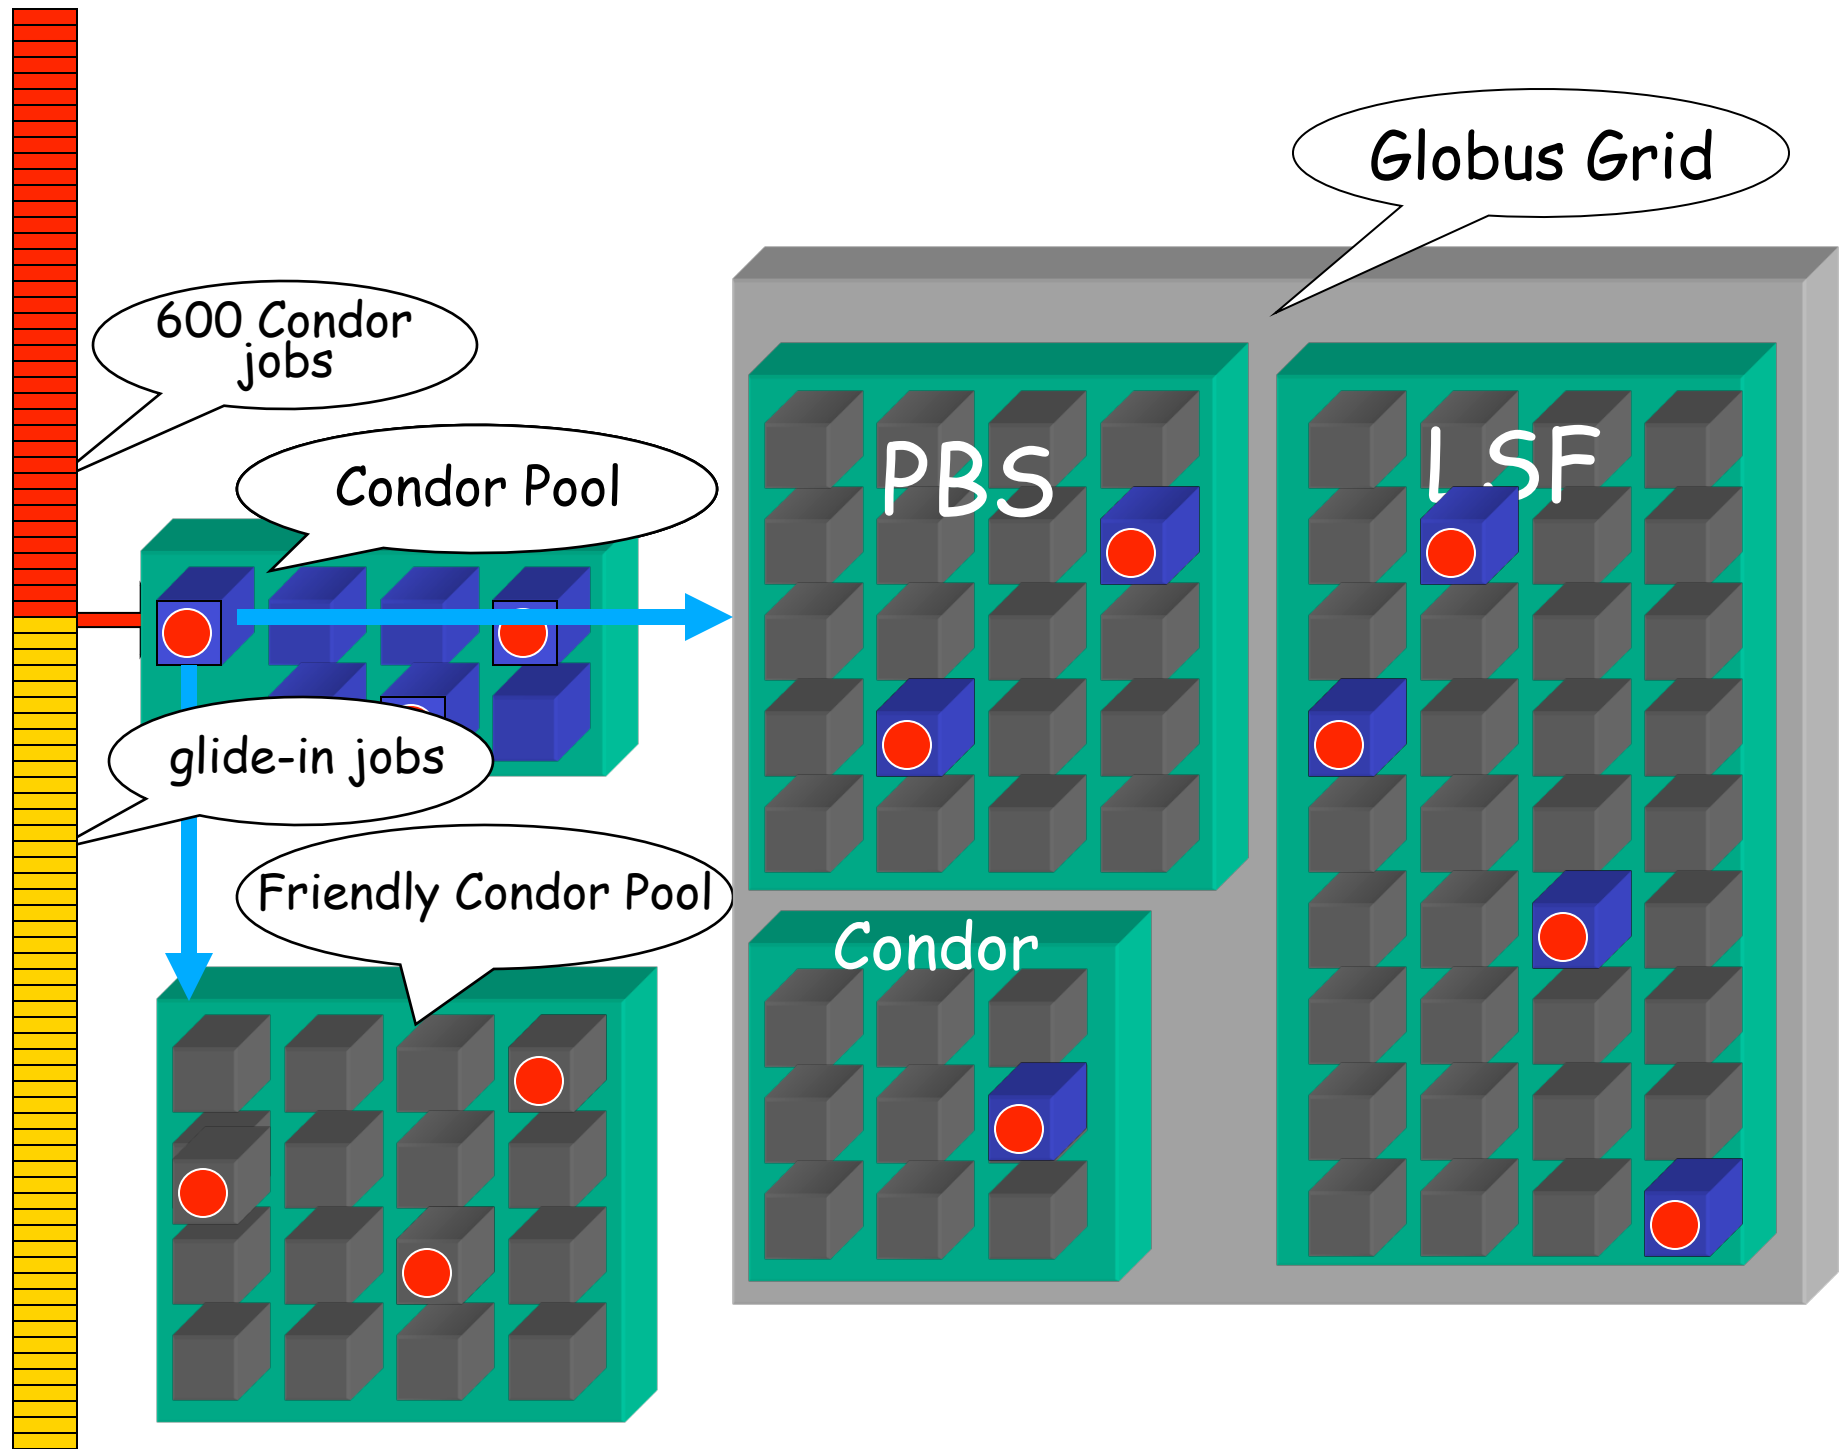 Globus Grid
600 Condor
jobs
Condor Pool
PBS
LSF
glide-in jobs
Friendly Condor Pool
Condor